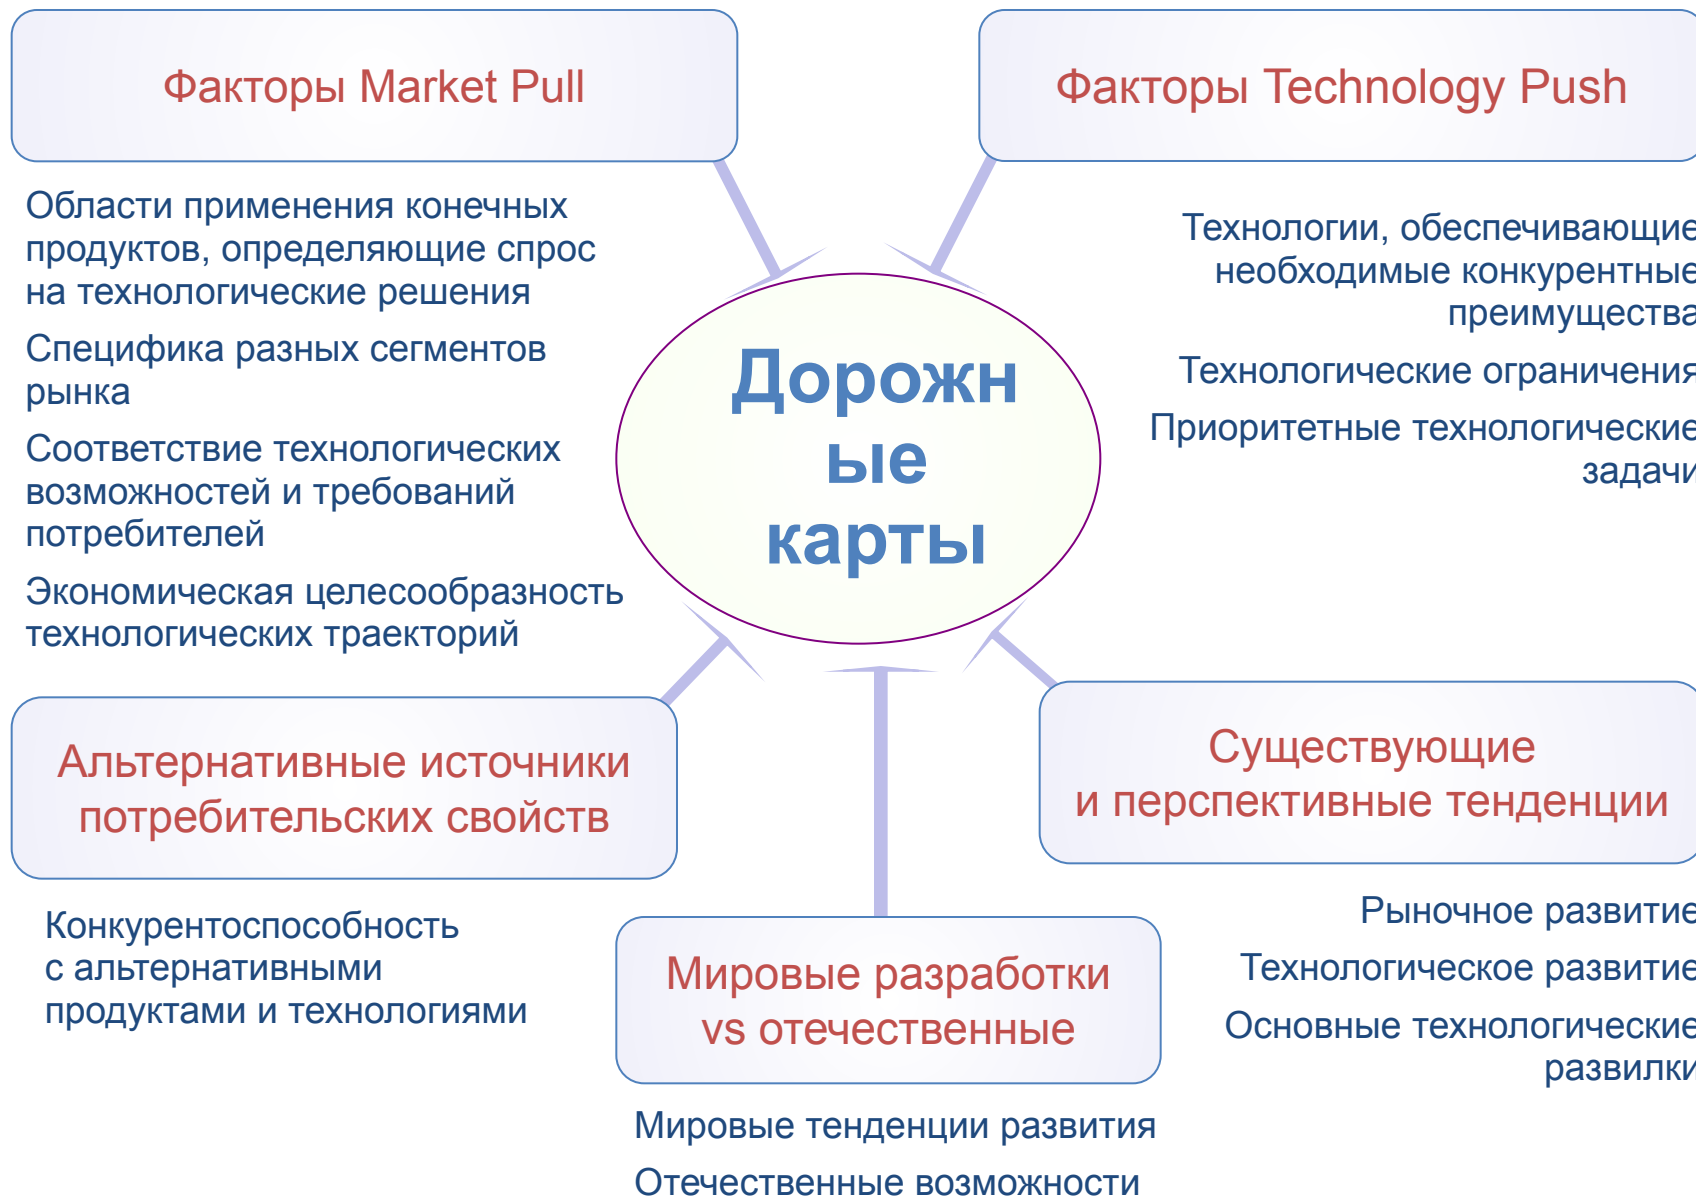 Факторы Market Pull
Области применения конечных
продуктов, определяющие спрос
на технологические решения
Специфика разных сегментов
рынка
Соответствие технологических
возможностей и требований
потребителей
Экономическая целесообразность
технологических траекторий
Факторы Technology Push
Технологии, обеспечивающие
необходимые конкурентные
преимущества
Технологические ограничения
Приоритетные технологические
задачи
Дорожн
ые
карты
Альтернативные источники
потребительских свойств
Конкурентоспособность
с альтернативными
продуктами и технологиями
Мировые разработки
vs отечественные
Мировые тенденции развития
Отечественные возможности
Существующие
и перспективные тенденции
Рыночное развитие
Технологическое развитие
Основные технологические
развилки